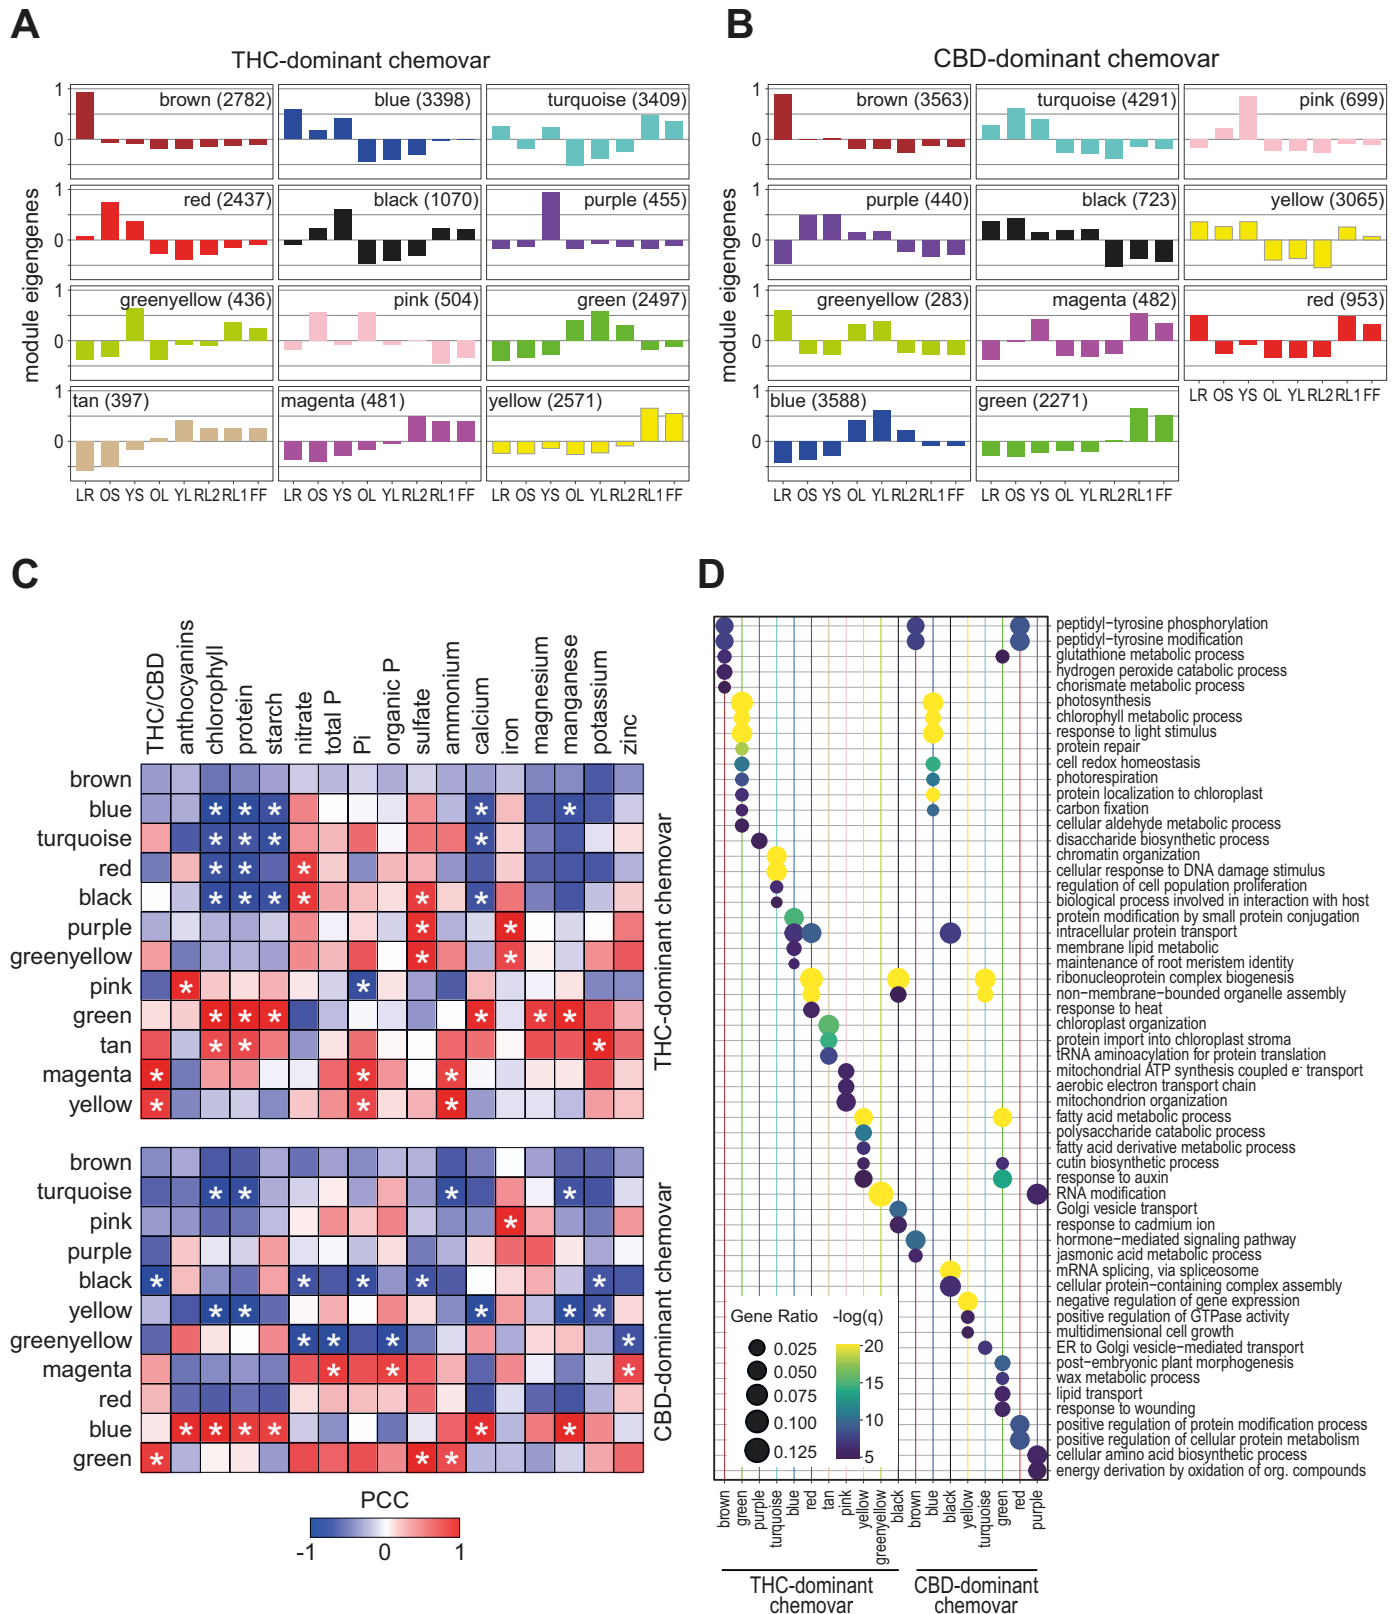 A
THC-dominant chemovar
module eigengenes
1
0
brown (2782)
blue (3398)
turquoise (3409)
1
0
red (2437)
black (1070)
purple (455)
1
0
greenyellow (436)
pink (504)
green (2497)
1
0
tan (397)
magenta (481)
yellow (2571)
LR OS YS OL YL RL2 RL1 FF
LR OS YS OL YL RL2 RL1 FF
LR OS YS OL YL RL2 RL1 FF
B
CBD-dominant chemovar
module eigengenes
1
0
brown (3563)
turquoise (4291)
pink (699)
1
0
purple (440)
black (723)
yellow (3065)
1
0
greenyellow (283)
magenta (482)
red (953)
LR OS YS OL YL RL2 RL1 FF
1
0
blue (3588)
green (2271)
LR OS YS OL YL RL2 RL1 FF
LR OS YS OL YL RL2 RL1 FF
C
THC/CBD
anthocyanins
chlorophyll
protein
starch
nitrate
total P
Pi
organic P
sulfate
ammonium
calcium
iron
magnesium
manganese
potassium
zinc
brown
blue * * * * *
turquoise * * * *
red * * *
black * * * * * *
purple * *
greenyellow * *
pink * *
green * * * * * *
tan * * *
magenta * * *
yellow * * *
THC-dominant chemovar
brown
turquoise * * * *
pink *
purple
black * * * * *
yellow * * * * *
greenyellow * * * *
magenta * * *
red
blue * * * * * *
green * * *
CBD-dominant chemovar
PCC
-1 0 1
D
peptidyl−tyrosine phosphorylation
peptidyl−tyrosine modification
glutathione metabolic process
hydrogen peroxide catabolic process
chorismate metabolic process
photosynthesis
chlorophyll metabolic process
response to light stimulus
protein repair
cell redox homeostasis
photorespiration
protein localization to chloroplast
carbon fixation
cellular aldehyde metabolic process
disaccharide biosynthetic process
chromatin organization
cellular response to DNA damage stimulus
regulation of cell population proliferation
biological process involved in interaction with host
protein modification by small protein conjugation
intracellular protein transport
membrane lipid metabolic
maintenance of root meristem identity
ribonucleoprotein complex biogenesis
non−membrane−bounded organelle assembly
response to heat
chloroplast organization
protein import into chloroplast stroma
tRNA aminoacylation for protein translation
mitochondrial ATP synthesis coupled e⁻ transport
aerobic electron transport chain
mitochondrion organization
fatty acid metabolic process
polysaccharide catabolic process
fatty acid derivative metabolic process
cutin biosynthetic process
response to auxin
RNA modification
Golgi vesicle transport
response to cadmium ion
hormone−mediated signaling pathway
jasmonic acid metabolic process
mRNA splicing, via spliceosome
cellular protein−containing complex assembly
negative regulation of gene expression
positive regulation of GTPase activity
multidimensional cell growth
ER to Golgi vesicle−mediated transport
post−embryonic plant morphogenesis
wax metabolic process
lipid transport
response to wounding
positive regulation of protein modification process
positive regulation of cellular protein metabolism
cellular amino acid biosynthetic process
energy derivation by oxidation of org. compounds
Gene Ratio
0.025
0.050
0.075
0.100
0.125
-log(q)
20
15
10
5
brown
green
purple
turquoise
blue
red
tan
pink
yellow
greenyellow
black
brown
blue
black
yellow
turquoise
green
red
purple
THC-dominant
chemovar
CBD-dominant
chemovar